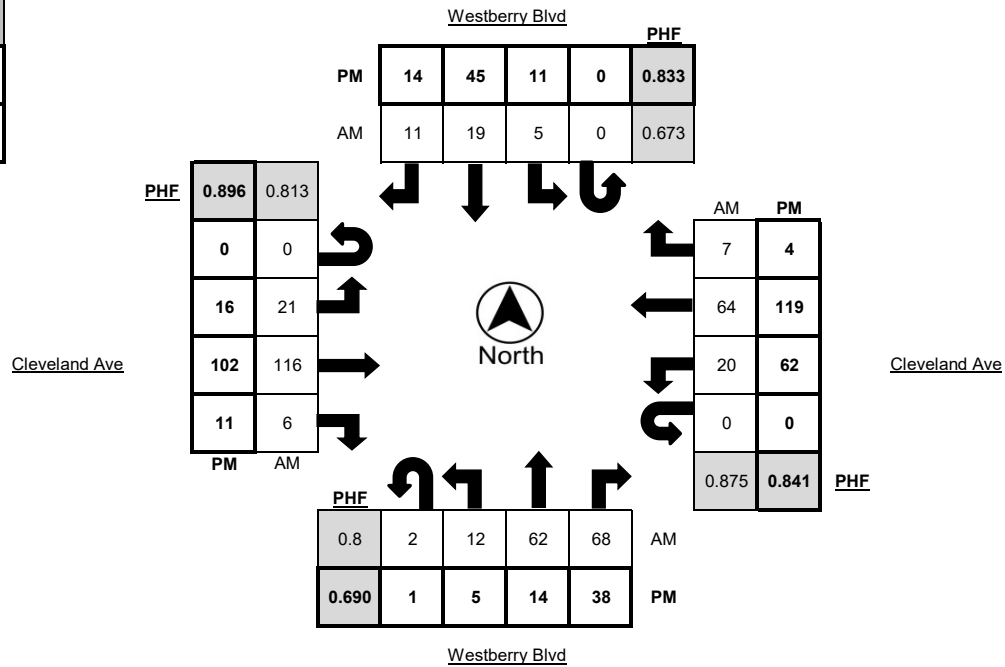 Westberry Blvd
PHF
PM 14 45 11 0 0.833
AM 11 19 5 0 0.673
PHF 0.896 0.813
AM PM
0 0
7 4
16 21
64 119
North
Cleveland Ave
102 116
20 62
Cleveland Ave
11 6
0 0
PM AM
0.875 0.841 PHF
PHF
0.8 2 12 62 68 AM
0.690 1 5 14 38 PM
Westberry Blvd